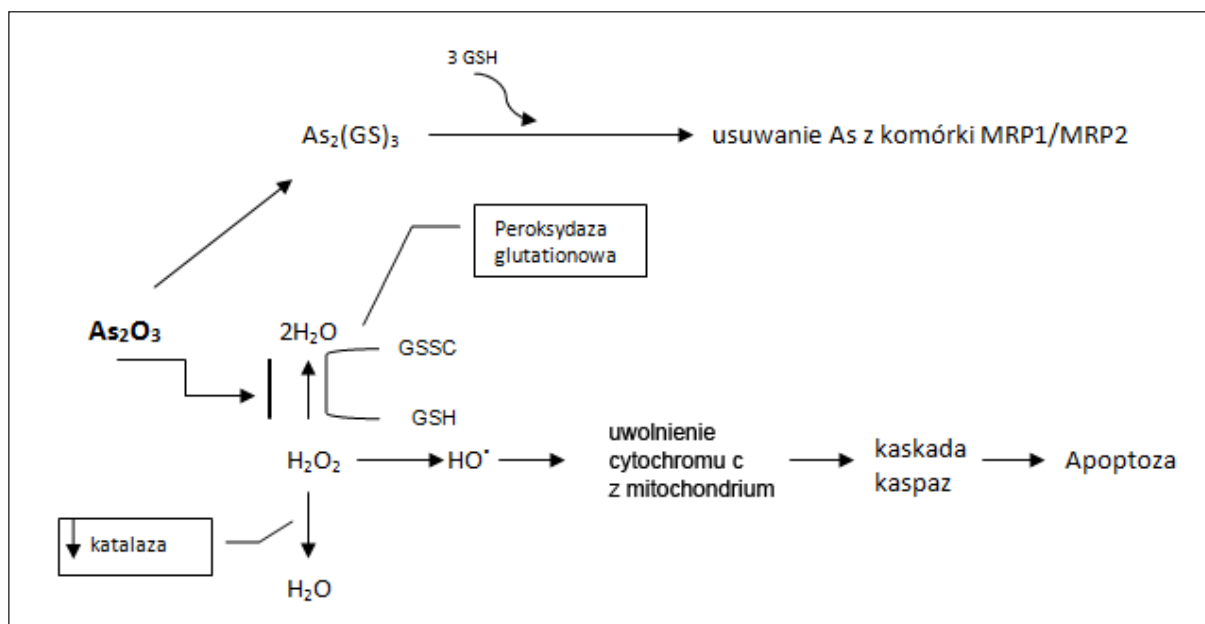 3 GSH
As₂(GS)₃
usuwanie As z komórki MRP1/MRP2
Peroksydaza
glutationowa
As₂O₃
2H₂O
GSSC
GSH
H₂O₂
HO˙
uwolnienie
cytochromu c
z mitochondrium
kaskada
kaspaz
Apoptoza
katalaza
H₂O